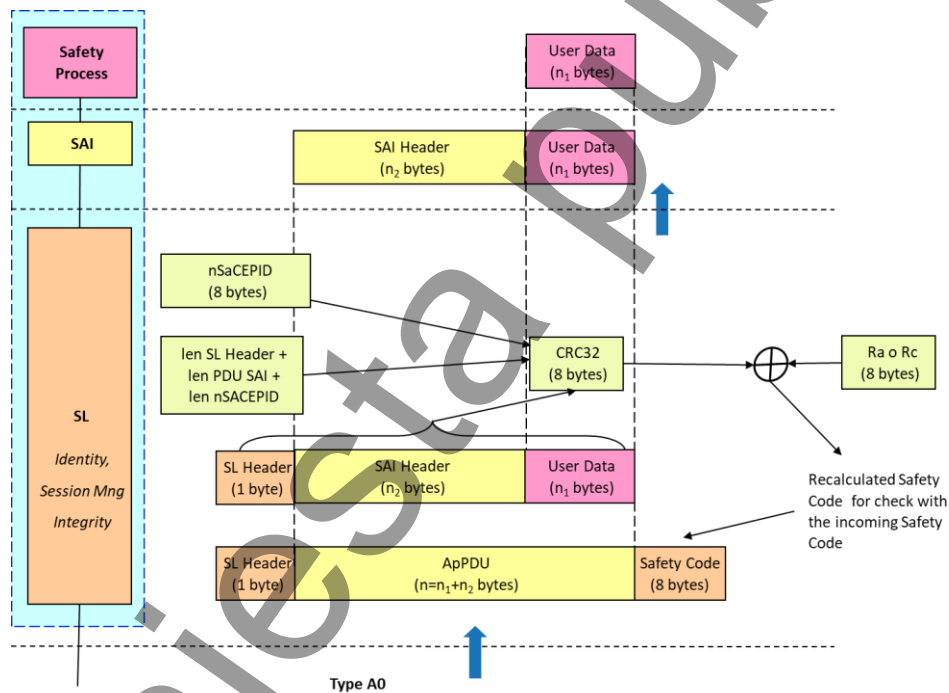 Safety
Process
User Data
(n₁ bytes)
SAI
SAI Header
(n₂ bytes)
User Data
(n₁ bytes)
nSaCEPID
(8 bytes)
len SL Header +
len PDU SAI +
len nSACEPID
CRC32
(8 bytes)
Ra o Rc
(8 bytes)
SL
Identity,
Session Mng
Integrity
SL Header
(1 byte)
SAI Header
(n₂ bytes)
User Data
(n₁ bytes)
Recalculated Safety
Code for check with
the incoming Safety
Code
SL Header
(1 byte)
ApPDU
(n=n₁+n₂ bytes)
Safety Code
(8 bytes)
Type A0